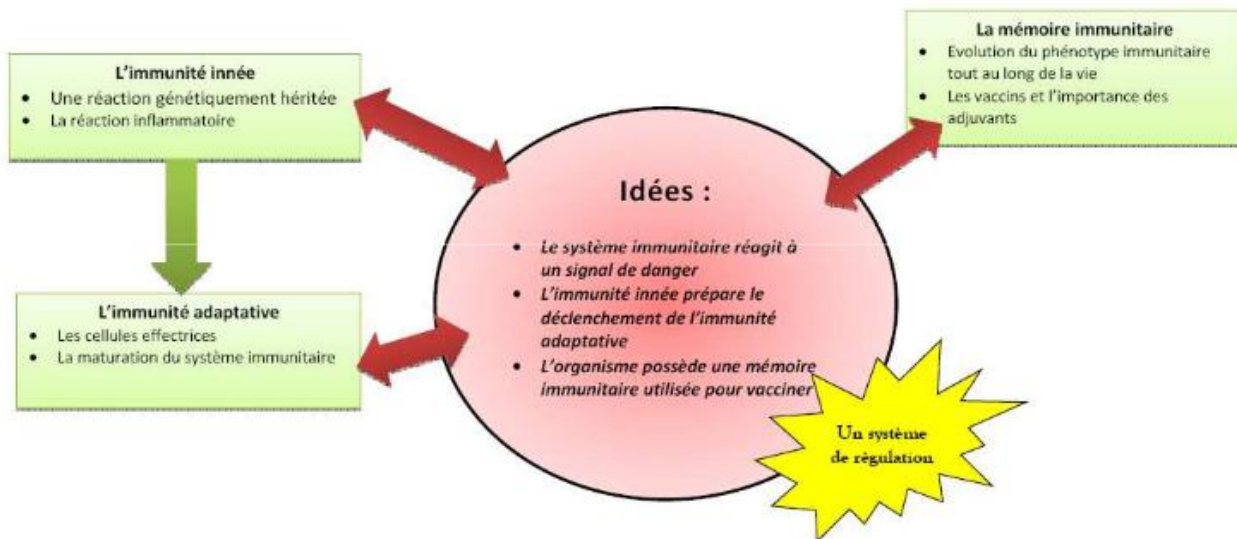 L'immunité innée
• Une réaction génétiquement héritée
• La réaction inflammatoire
La mémoire immunitaire
• Evolution du phénotype immunitaire
tout au long de la vie
• Les vaccins et l'importance des
adjuvants
Idées :
• Le système immunitaire réagit à
un signal de danger
• L'immunité innée prépare le
déclenchement de l'immunité
adaptative
• L'organisme possède une mémoire
immunitaire utilisée pour vacciner
L'immunité adaptative
• Les cellules effectrices
• La maturation du système immunitaire
Un système
de règulation